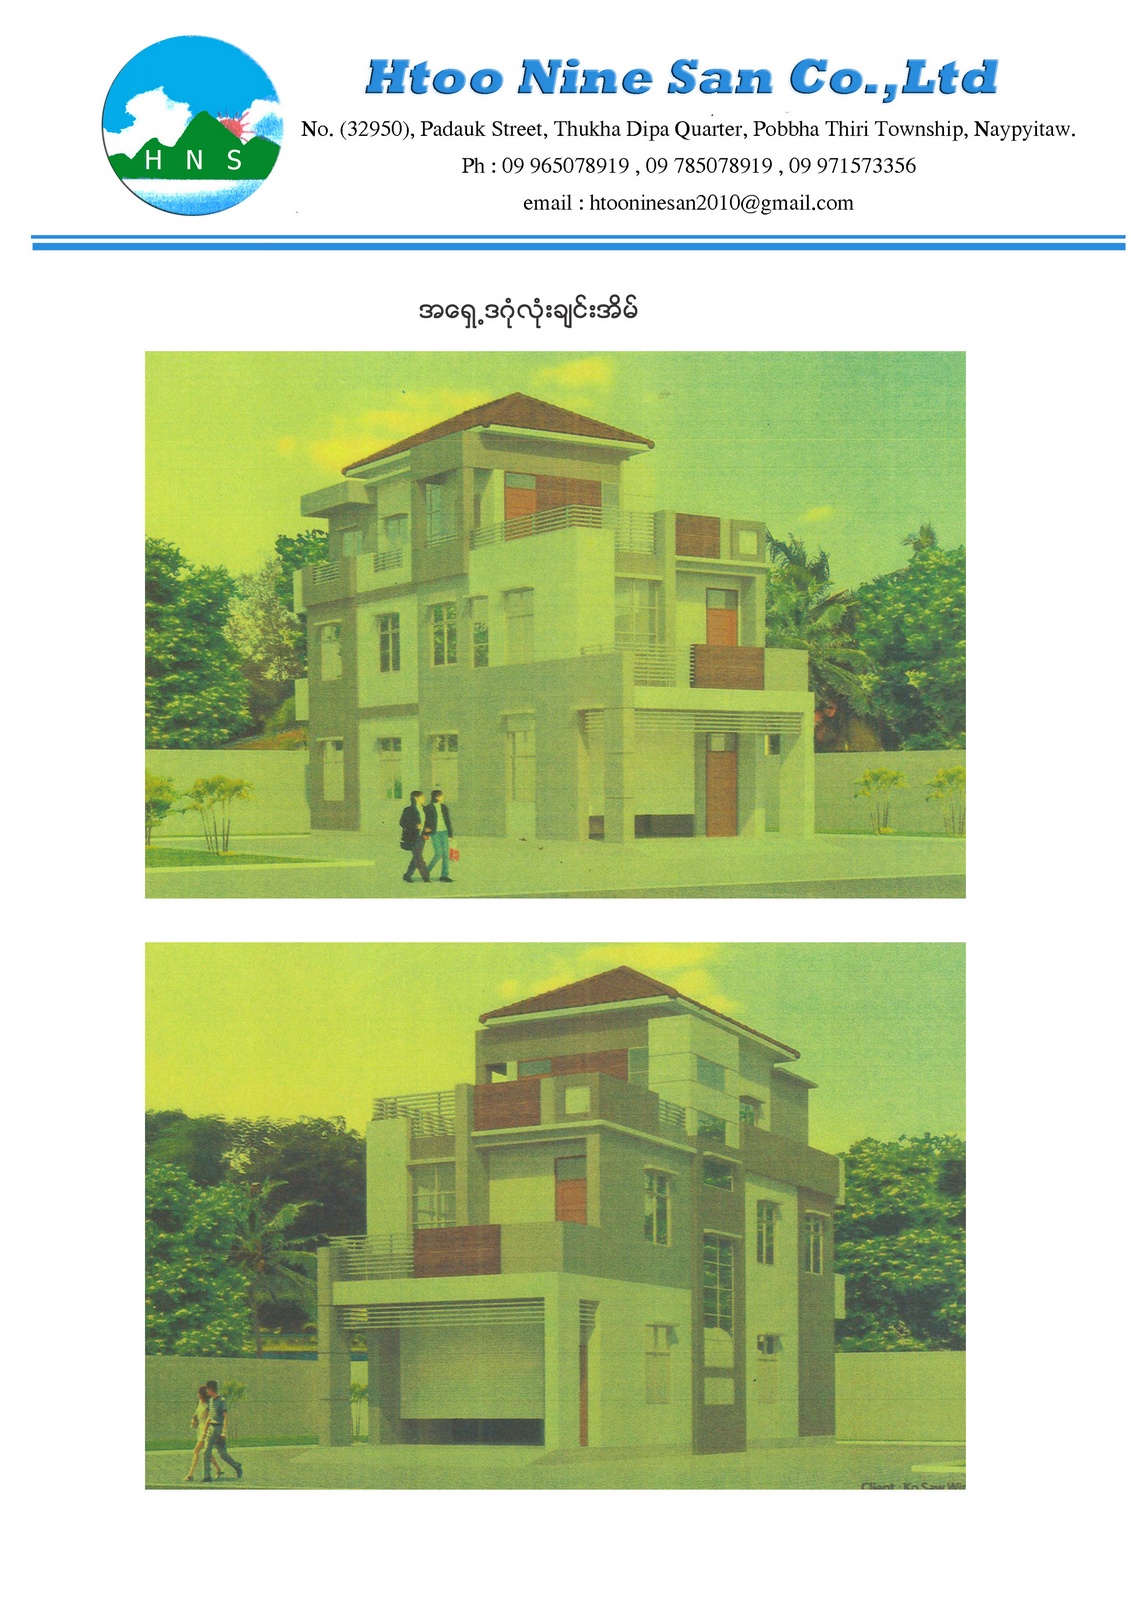 H N S
Htoo Nine San Co.,Ltd
No. (32950), Padauk Street, Thukha Dipa Quarter, Pobbha Thiri Township, Naypyitaw.
Ph : 09 965078919 , 09 785078919 , 09 971573356
email : htooninesan2010@gmail.com
အရှေ့ဒဂုံလုံးချင်းအိမ်
Client : Ko Saw